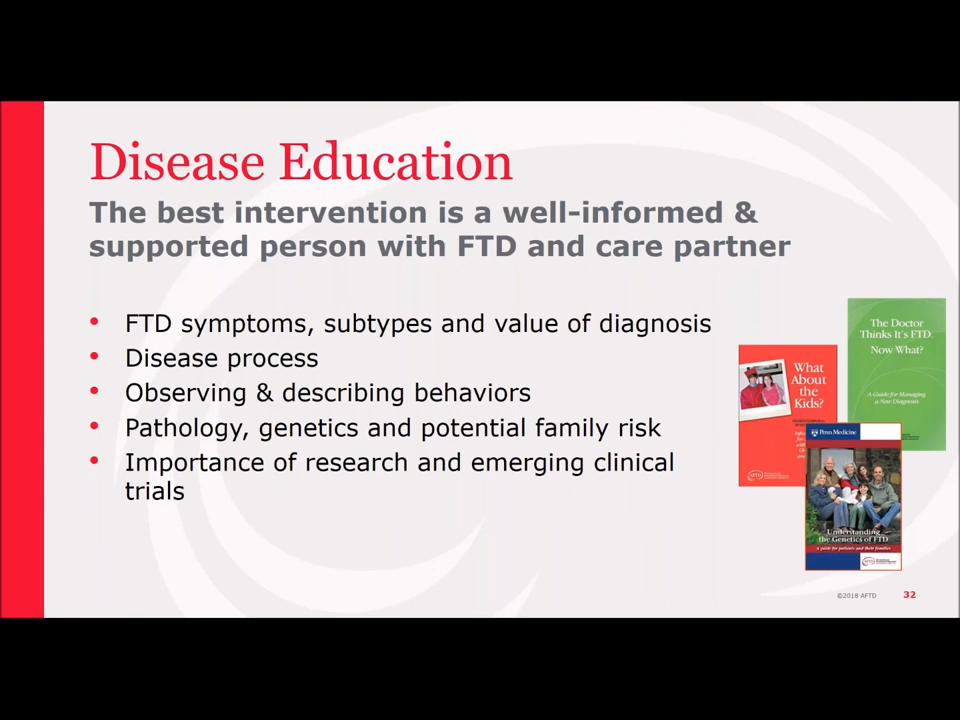 Disease Education
The best intervention is a well-informed &
supported person with FTD and care partner
• FTD symptoms, subtypes and value of diagnosis
• Disease process
• Observing & describing behaviors
• Pathology, genetics and potential family risk
• Importance of research and emerging clinical
trials
The Doctor
Thinks It's FTD.
Now What?
A Guide for Managing
a New Diagnosis
What
About
the
Kids?
AFTD
Penn Medicine
Understanding
the Genetics of FTD
A guide for patients and their families
©2018 AFTD
32